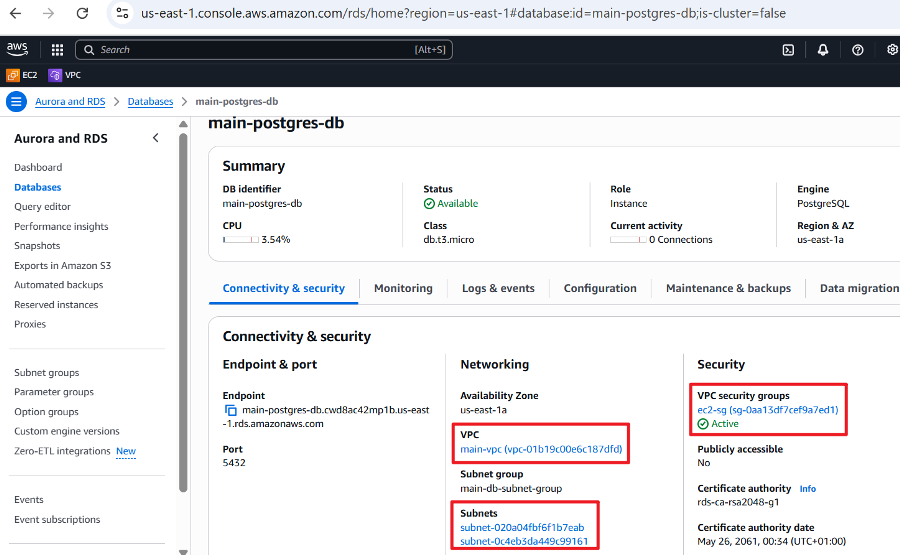 us-east-1.console.aws.amazon.com/rds/home?region=us-east-1#database:id=main-postgres-db;is-cluster=false
aws
Search
[Alt+S]
EC2
VPC
Aurora and RDS > Databases > main-postgres-db
Aurora and RDS
Dashboard
Databases
Query editor
Performance insights
Snapshots
Exports in Amazon S3
Automated backups
Reserved instances
Proxies
Subnet groups
Parameter groups
Option groups
Custom engine versions
Zero-ETL integrations New
Events
Event subscriptions
main-postgres-db
Summary
DB identifier
main-postgres-db
Status
Available
Role
Instance
Engine
PostgreSQL
CPU
3.54%
Class
db.t3.micro
Current activity
0 Connections
Region & AZ
us-east-1a
Connectivity & security
Monitoring
Logs & events
Configuration
Maintenance & backups
Data migration
Connectivity & security
Endpoint & port
Endpoint
main-postgres-db.cwd8ac42mp1b.us-east
-1.rds.amazonaws.com
Port
5432
Networking
Availability Zone
us-east-1a
VPC
main-vpc (vpc-01b19c00e6c187dfd)
Subnet group
main-db-subnet-group
Subnets
subnet-020a04fbf6f1b7eab
subnet-0c4eb3da449c99161
Security
VPC security groups
ec2-sg (sg-0aa13df7cef9a7ed1)
Active
Publicly accessible
No
Certificate authority Info
rds-ca-rsa2048-g1
Certificate authority date
May 26, 2061, 00:34 (UTC+01:00)